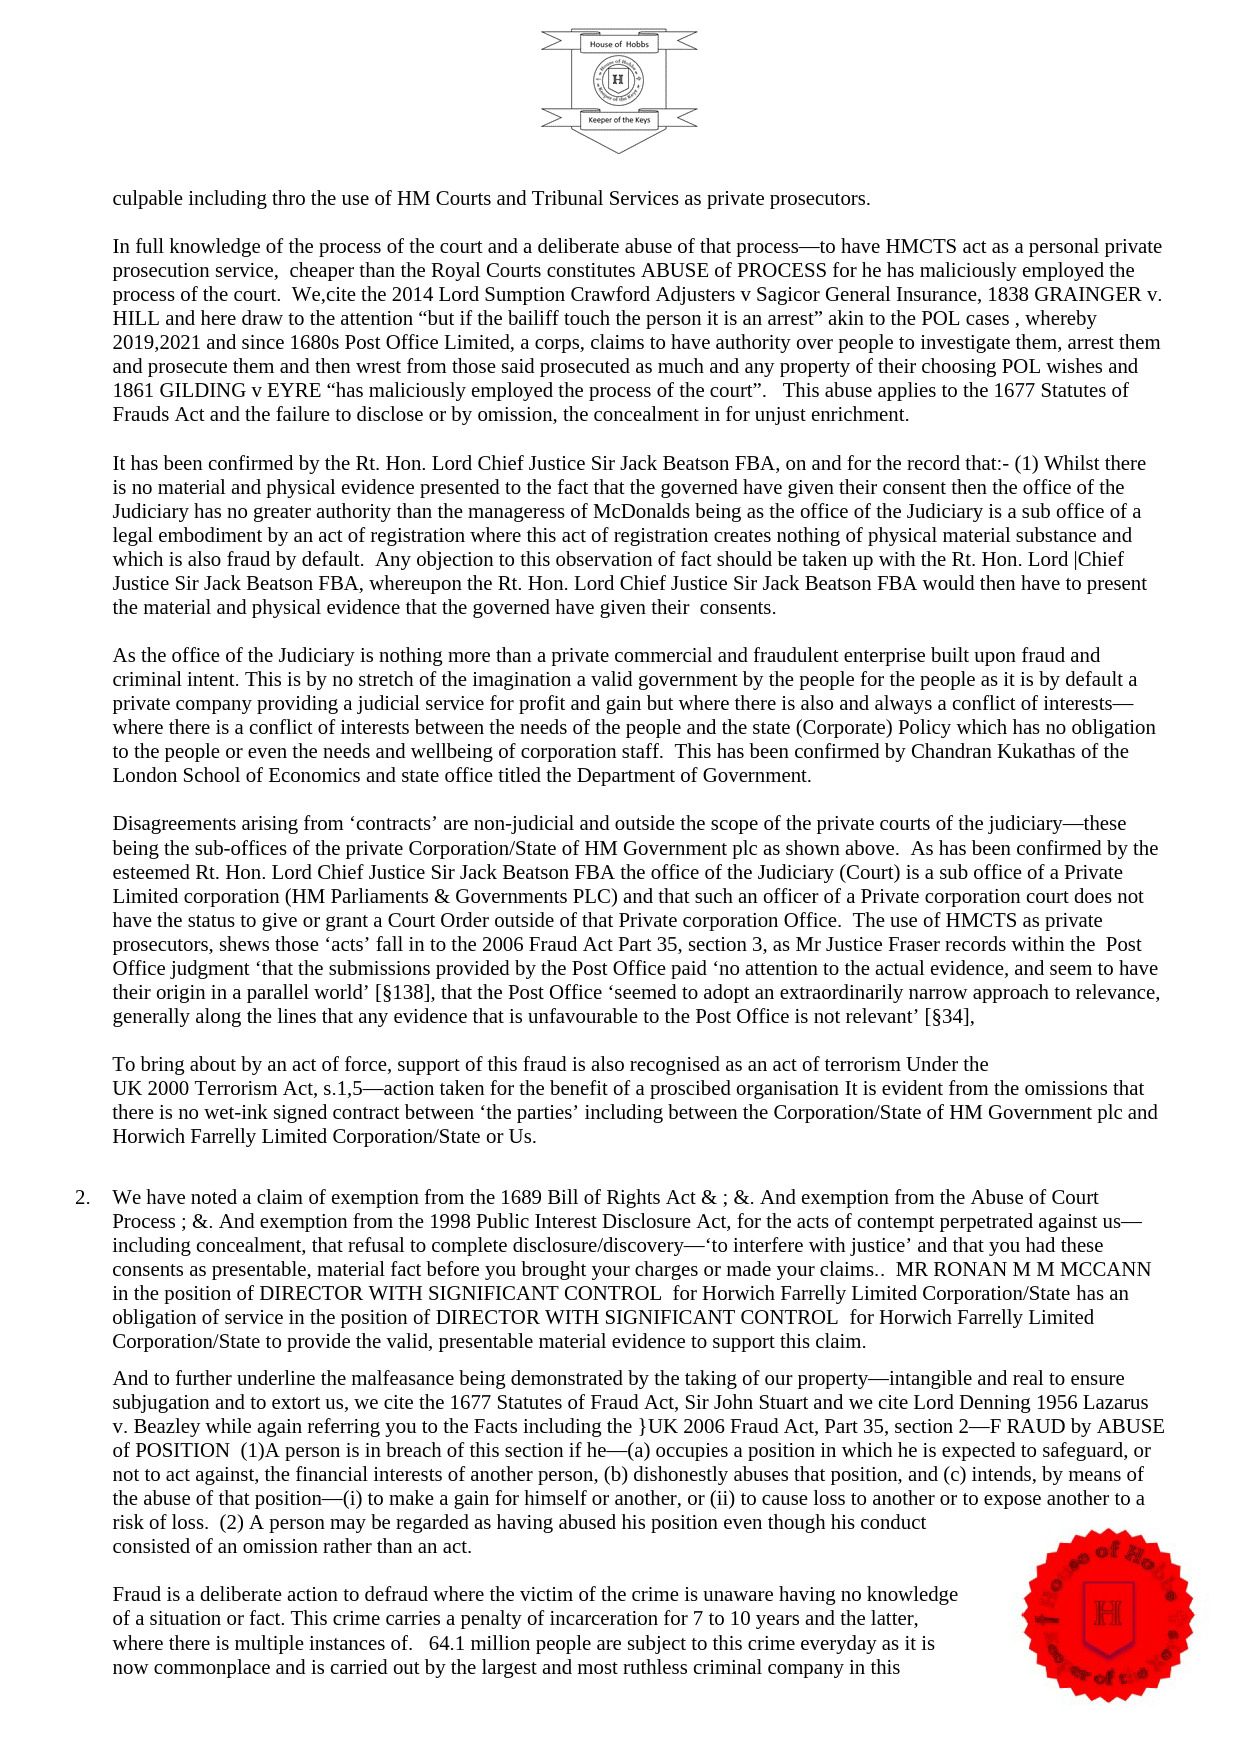 House of Hobbs
House of Hobbs
H
Keeper of the Keys
Keeper of the Keys
culpable including thro the use of HM Courts and Tribunal Services as private prosecutors.
In full knowledge of the process of the court and a deliberate abuse of that process—to have HMCTS act as a personal private
prosecution service,  cheaper than the Royal Courts constitutes ABUSE of PROCESS for he has maliciously employed the
process of the court.  We,cite the 2014 Lord Sumption Crawford Adjusters v Sagicor General Insurance, 1838 GRAINGER v.
HILL and here draw to the attention “but if the bailiff touch the person it is an arrest” akin to the POL cases , whereby
2019,2021 and since 1680s Post Office Limited, a corps, claims to have authority over people to investigate them, arrest them
and prosecute them and then wrest from those said prosecuted as much and any property of their choosing POL wishes and
1861 GILDING v EYRE “has maliciously employed the process of the court”.   This abuse applies to the 1677 Statutes of
Frauds Act and the failure to disclose or by omission, the concealment in for unjust enrichment.
It has been confirmed by the Rt. Hon. Lord Chief Justice Sir Jack Beatson FBA, on and for the record that:- (1) Whilst there
is no material and physical evidence presented to the fact that the governed have given their consent then the office of the
Judiciary has no greater authority than the manageress of McDonalds being as the office of the Judiciary is a sub office of a
legal embodiment by an act of registration where this act of registration creates nothing of physical material substance and
which is also fraud by default.  Any objection to this observation of fact should be taken up with the Rt. Hon. Lord |Chief
Justice Sir Jack Beatson FBA, whereupon the Rt. Hon. Lord Chief Justice Sir Jack Beatson FBA would then have to present
the material and physical evidence that the governed have given their  consents.
As the office of the Judiciary is nothing more than a private commercial and fraudulent enterprise built upon fraud and
criminal intent. This is by no stretch of the imagination a valid government by the people for the people as it is by default a
private company providing a judicial service for profit and gain but where there is also and always a conflict of interests—
where there is a conflict of interests between the needs of the people and the state (Corporate) Policy which has no obligation
to the people or even the needs and wellbeing of corporation staff.  This has been confirmed by Chandran Kukathas of the
London School of Economics and state office titled the Department of Government.
Disagreements arising from ‘contracts’ are non-judicial and outside the scope of the private courts of the judiciary—these
being the sub-offices of the private Corporation/State of HM Government plc as shown above.  As has been confirmed by the
esteemed Rt. Hon. Lord Chief Justice Sir Jack Beatson FBA the office of the Judiciary (Court) is a sub office of a Private
Limited corporation (HM Parliaments & Governments PLC) and that such an officer of a Private corporation court does not
have the status to give or grant a Court Order outside of that Private corporation Office.  The use of HMCTS as private
prosecutors, shews those ‘acts’ fall in to the 2006 Fraud Act Part 35, section 3, as Mr Justice Fraser records within the  Post
Office judgment ‘that the submissions provided by the Post Office paid ‘no attention to the actual evidence, and seem to have
their origin in a parallel world’ [§138], that the Post Office ‘seemed to adopt an extraordinarily narrow approach to relevance,
generally along the lines that any evidence that is unfavourable to the Post Office is not relevant’ [§34],
To bring about by an act of force, support of this fraud is also recognised as an act of terrorism Under the
UK 2000 Terrorism Act, s.1,5—action taken for the benefit of a proscibed organisation It is evident from the omissions that
there is no wet-ink signed contract between ‘the parties’ including between the Corporation/State of HM Government plc and
Horwich Farrelly Limited Corporation/State or Us.
2.   We have noted a claim of exemption from the 1689 Bill of Rights Act & ; &. And exemption from the Abuse of Court
Process ; &. And exemption from the 1998 Public Interest Disclosure Act, for the acts of contempt perpetrated against us—
including concealment, that refusal to complete disclosure/discovery—‘to interfere with justice’ and that you had these
consents as presentable, material fact before you brought your charges or made your claims..  MR RONAN M M MCCANN
in the position of DIRECTOR WITH SIGNIFICANT CONTROL  for Horwich Farrelly Limited Corporation/State has an
obligation of service in the position of DIRECTOR WITH SIGNIFICANT CONTROL  for Horwich Farrelly Limited
Corporation/State to provide the valid, presentable material evidence to support this claim.
And to further underline the malfeasance being demonstrated by the taking of our property—intangible and real to ensure
subjugation and to extort us, we cite the 1677 Statutes of Fraud Act, Sir John Stuart and we cite Lord Denning 1956 Lazarus
v. Beazley while again referring you to the Facts including the }UK 2006 Fraud Act, Part 35, section 2—F RAUD by ABUSE
of POSITION  (1)A person is in breach of this section if he—(a) occupies a position in which he is expected to safeguard, or
not to act against, the financial interests of another person, (b) dishonestly abuses that position, and (c) intends, by means of
the abuse of that position—(i) to make a gain for himself or another, or (ii) to cause loss to another or to expose another to a
risk of loss.  (2) A person may be regarded as having abused his position even though his conduct
consisted of an omission rather than an act.
Fraud is a deliberate action to defraud where the victim of the crime is unaware having no knowledge
of a situation or fact. This crime carries a penalty of incarceration for 7 to 10 years and the latter,
where there is multiple instances of.   64.1 million people are subject to this crime everyday as it is
now commonplace and is carried out by the largest and most ruthless criminal company in this
House of Hobbs
H
Keeper of the Keys